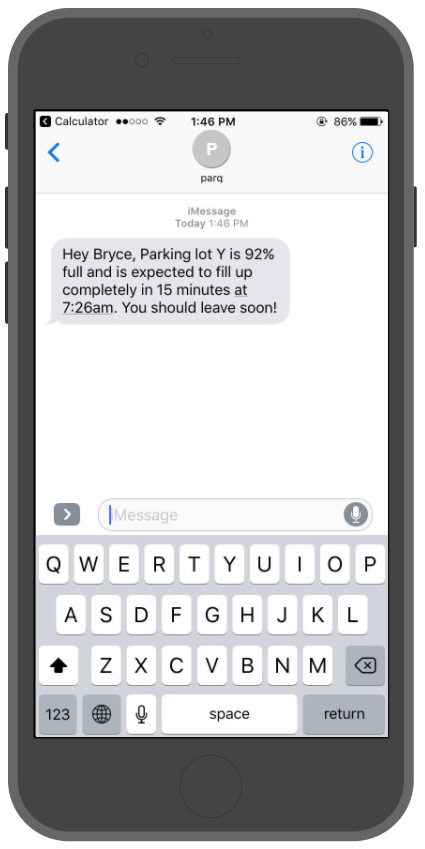 Calculator 1:46 PM 86%
P
parq
iMessage
Today 1:46 PM
Hey Bryce, Parking lot Y is 92%
full and is expected to fill up
completely in 15 minutes at
7:26am. You should leave soon!
iMessage
Q W E R T Y U I O P
A S D F G H J K L
Z X C V B N M
123 space return